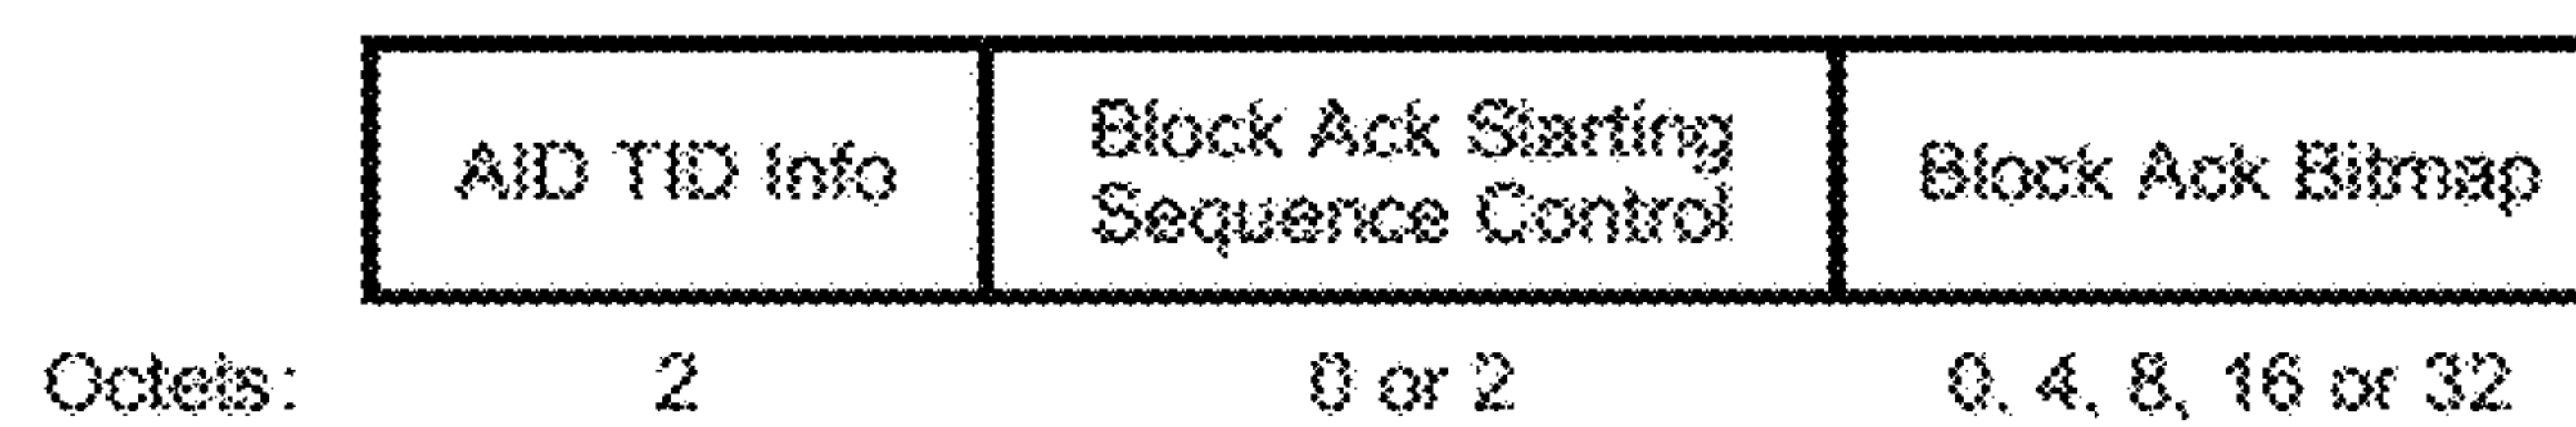 AID TID Info
Block Ack Starting
Sequence Control
Block Ack Bitmap
Octets: 2 0 or 2 0, 4, 8, 16 or 32